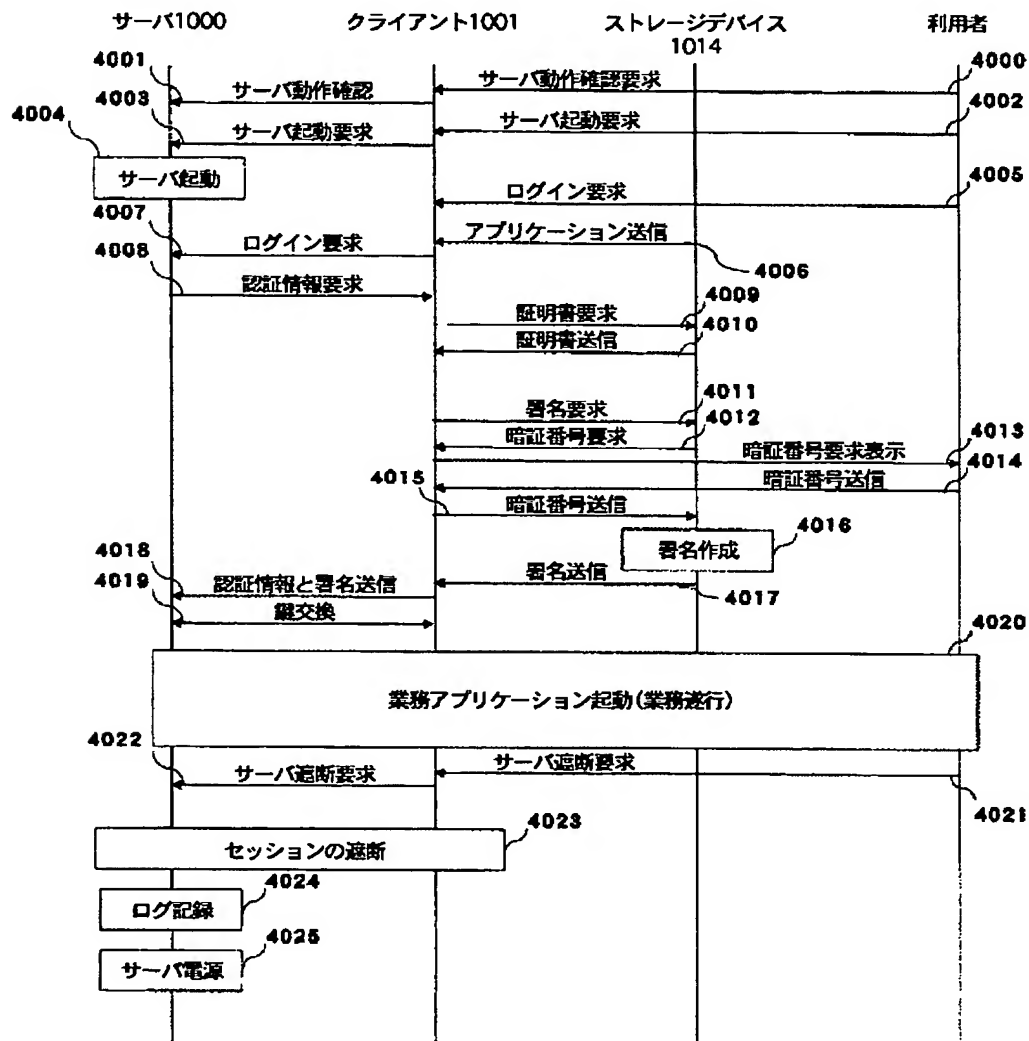 サーバ1000
クライアント1001
ストレージデバイス
1014
利用者
4000
4001
サーバ動作確認
サーバ動作確認要求
4003
4002
サーバ起動要求
サーバ起動要求
4004
サーバ起動
4005
ログイン要求
4007
アプリケーション送信
ログイン要求
4006
4008
認証情報要求
4009
証明書要求
4010
証明書送信
4011
署名要求
4012
暗証番号要求
4013
暗証番号要求表示
4014
暗証番号送信
4015
暗証番号送信
4016
署名作成
4018
署名送信
4017
認証情報と署名送信
4019
鍵交換
4020
業務アプリケーション起動(業務遂行)
4022
サーバ遮断要求
サーバ遮断要求
4021
4023
セッションの遮断
4024
ログ記録
4025
サーバ電源